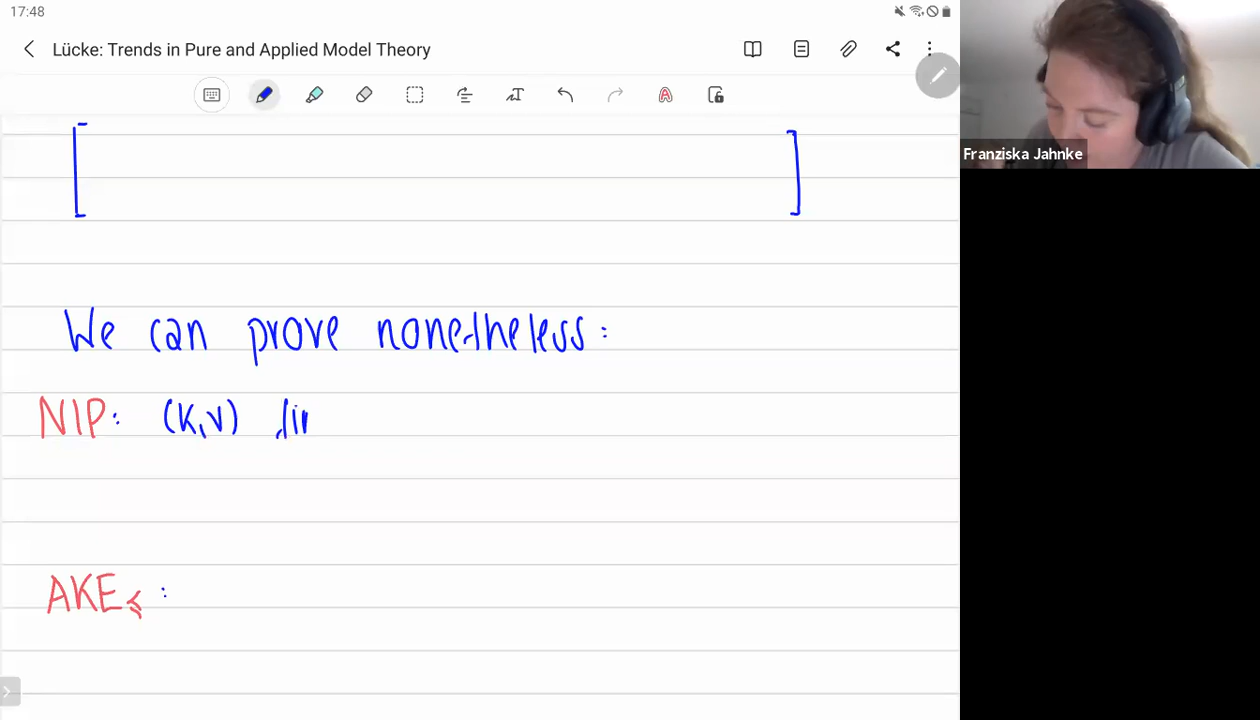 17:48
Lücke: Trends in Pure and Applied Model Theory
Franziska Jahnke
[ ]
We can prove nonetheless:
NIP: (K,v)
AKE≼ :